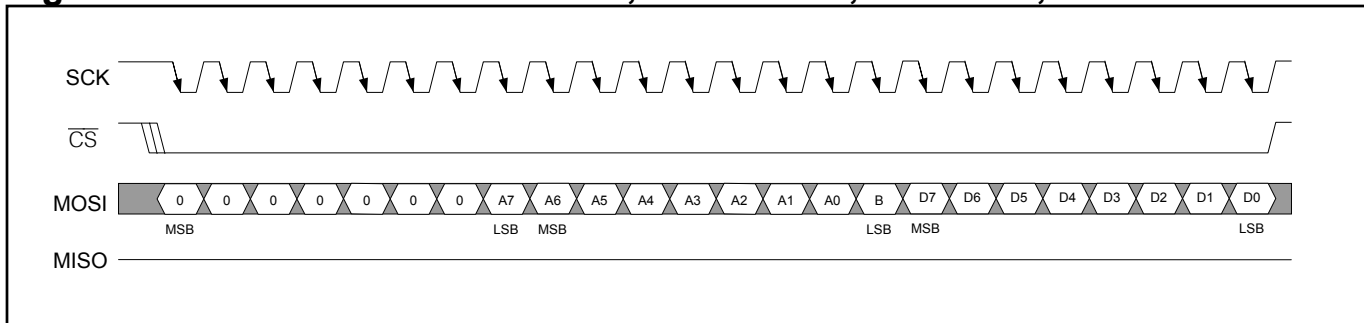 SCK
CS
MOSI 0 0 0 0 0 0 0 A7 A6 A5 A4 A3 A2 A1 A0 B D7 D6 D5 D4 D3 D2 D1 D0
MSB LSB MSB LSB MSB LSB
MISO